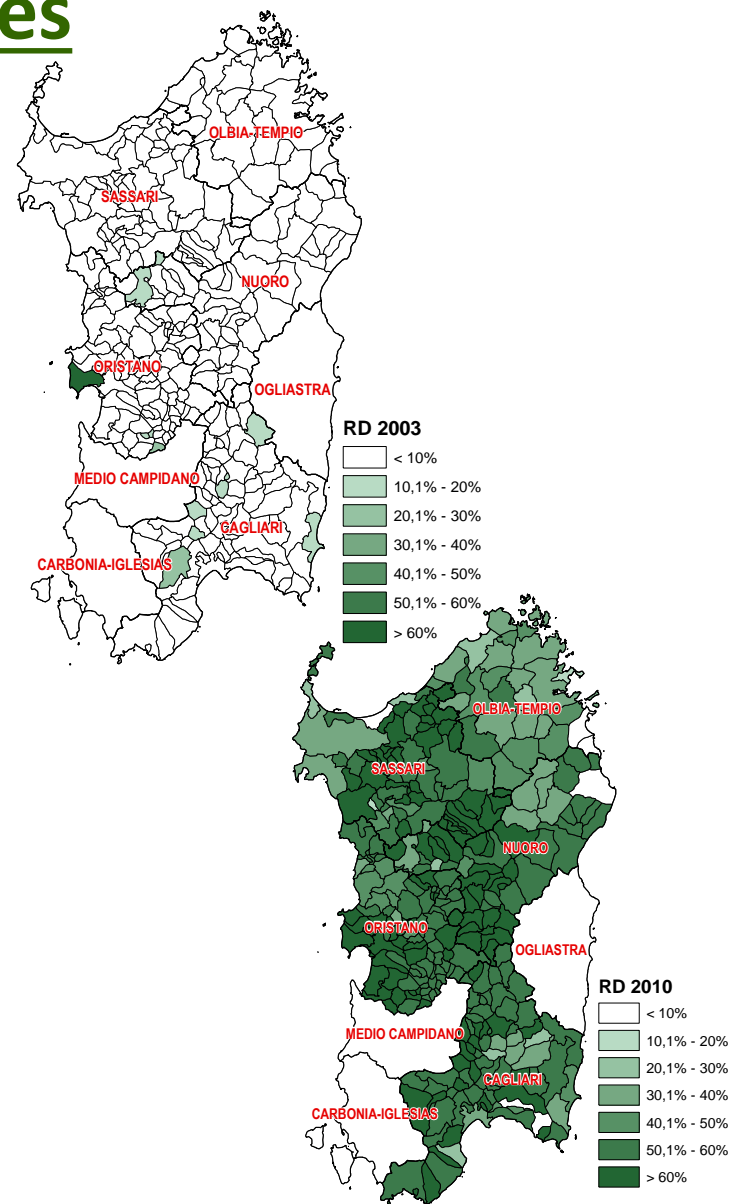 es
OLBIA-TEMPIO
SASSARI
NUORO
ORISTANO
OGLIASTRA
MEDIO CAMPIDANO
CAGLIARI
CARBONIA-IGLESIAS
RD 2003
< 10%
10,1% - 20%
20,1% - 30%
30,1% - 40%
40,1% - 50%
50,1% - 60%
> 60%
OLBIA-TEMPIO
SASSARI
NUORO
ORISTANO
OGLIASTRA
MEDIO CAMPIDANO
CAGLIARI
CARBONIA-IGLESIAS
RD 2010
< 10%
10,1% - 20%
20,1% - 30%
30,1% - 40%
40,1% - 50%
50,1% - 60%
> 60%